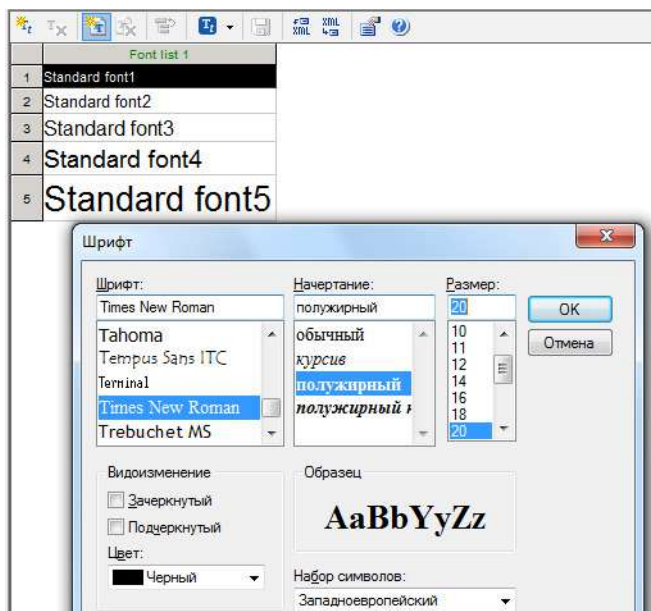 XML XML
Font list 1
1 Standard font1
2 Standard font2
3 Standard font3
4 Standard font4
5 Standard font5
Шрифт
Шрифт: Начертание: Размер:
Times New Roman полужирный 20 OK
Отмена
Tahoma обычный 10
Tempus Sans ITC курсив 11
Terminal полужирный 12
Times New Roman полужирный 14
Trebuchet MS 16
18
20
Видоизменение Образец
Зачеркнутый
Подчеркнутый
AaBbYyZz
Цвет:
Черный
Набор символов:
Западноевропейский